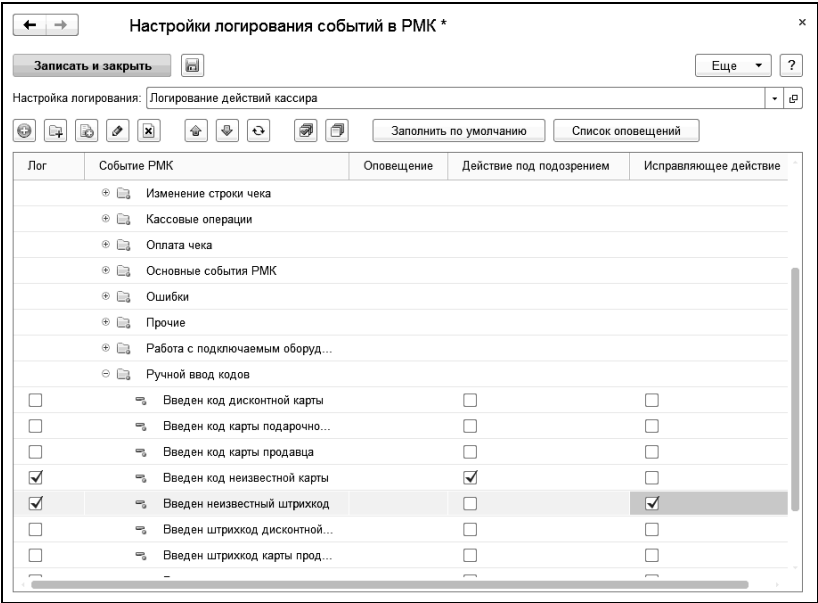 Настройки логирования событий в РМК *
Записать и закрыть
Еще
?
Настройка логирования: Логирование действий кассира
Заполнить по умолчанию
Список оповещений
Лог Событие РМК Оповещение Действие под подозрением Исправляющее действие
Изменение строки чека
Кассовые операции
Оплата чека
Основные события РМК
Ошибки
Прочие
Работа с подключаемым оборуд...
Ручной ввод кодов
Введен код дисконтной карты
Введен код карты подарочно...
Введен код карты продавца
Введен код неизвестной карты
Введен неизвестный штрихкод
Введен штрихкод дисконтной...
Введен штрихкод карты прод...